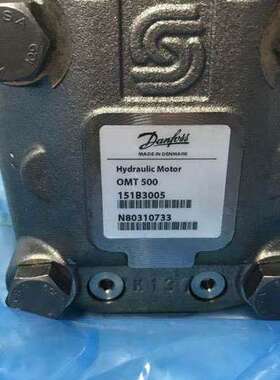 Danfoss
MADE IN DENMARK
Hydraulic Motor
OMT 500
151B3005
N80310733